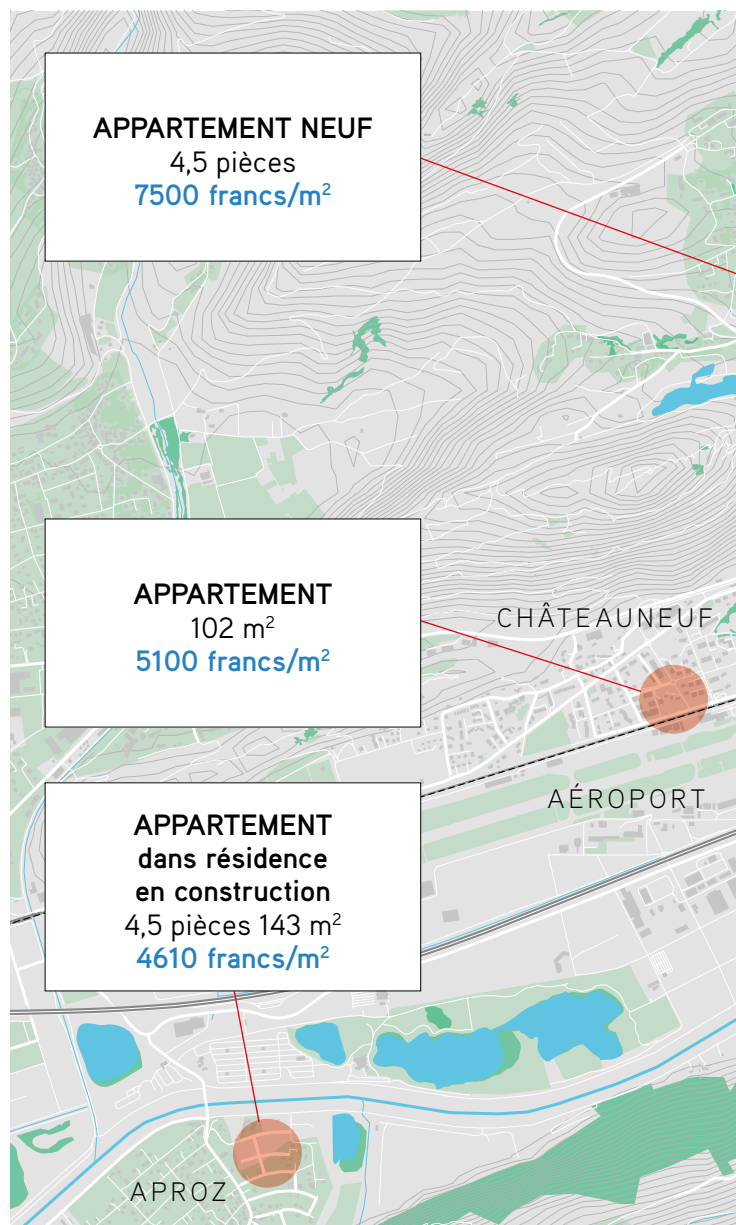 APPARTEMENT NEUF
4,5 pièces
7500 francs/m²
APPARTEMENT
102 m²
5100 francs/m²
CHÂTEAUNEUF
AÉROPORT
APPARTEMENT
dans résidence
en construction
4,5 pièces 143 m²
4610 francs/m²
APROZ